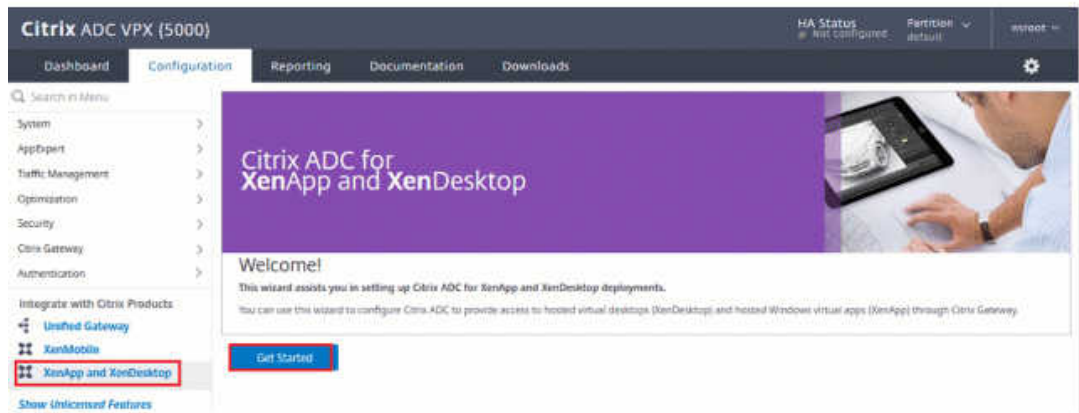 Citrix ADC VPX (5000)
HA Status
Not configured
Partition
default
nsroot
Dashboard
Configuration
Reporting
Documentation
Downloads
Search in Menu
System
AppExpert
Traffic Management
Optimization
Security
Citrix Gateway
Authentication
Integrate with Citrix Products
Unified Gateway
XenMobile
XenApp and XenDesktop
Show Unlicensed Features
Citrix ADC for
XenApp and XenDesktop
Welcome!
This wizard assists you in setting up Citrix ADC for XenApp and XenDesktop deployments.
You can use this wizard to configure Citrix ADC to provide access to hosted virtual desktops (XenDesktop) and hosted Windows virtual apps (XenApp) through Citrix Gateway.
Get Started